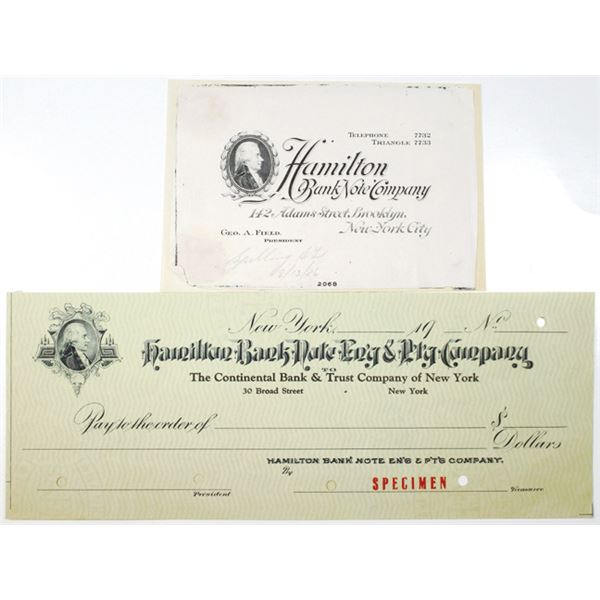 Telephone 7732
Triangle 7733
Hamilton
Bank Note Company
142 Adams Street, Brooklyn,
New York City
Geo. A. Field.
President
2068
New York, 19 No.
Hamilton Bank Note Eng & Ptg Company
TO
The Continental Bank & Trust Company of New York
30 Broad Street · New York
Pay to the order of $
Dollars
HAMILTON BANK NOTE ENG & PTG COMPANY.
By
SPECIMEN
President Treasurer